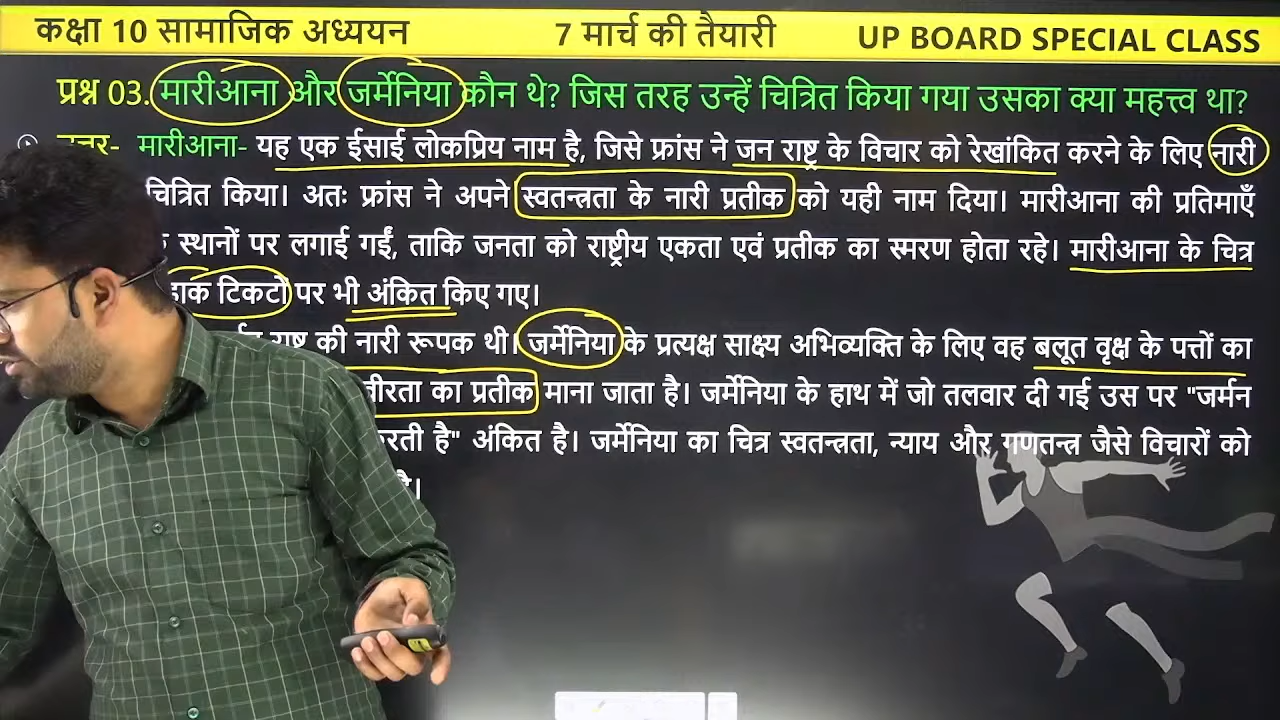 कक्षा 10 सामाजिक अध्ययन 7 मार्च की तैयारी UP BOARD SPECIAL CLASS
प्रश्न 03. मारीआना और जर्मेनिया कौन थे? जिस तरह उन्हें चित्रित किया गया उसका क्या महत्त्व था?
मारीआना- यह एक ईसाई लोकप्रिय नाम है, जिसे फ्रांस ने जन राष्ट्र के विचार को रेखांकित करने के लिए नारी
चित्रित किया। अतः फ्रांस ने अपने स्वतन्त्रता के नारी प्रतीक को यही नाम दिया। मारीआना की प्रतिमाएँ
स्थानों पर लगाई गईं, ताकि जनता को राष्ट्रीय एकता एवं प्रतीक का स्मरण होता रहे। मारीआना के चित्र
डाक टिकटों पर भी अंकित किए गए।
की नारी रूपक थी। जर्मेनिया के प्रत्यक्ष साक्ष्य अभिव्यक्ति के लिए वह बलूत वृक्ष के पत्तों का
वीरता का प्रतीक माना जाता है। जर्मेनिया के हाथ में जो तलवार दी गई उस पर "जर्मन
है" अंकित है। जर्मेनिया का चित्र स्वतन्त्रता, न्याय और गणतन्त्र जैसे विचारों को